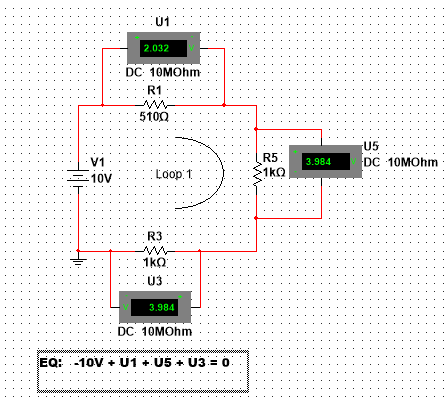 U1
2.032
DC 10MOhm
R1
510Ω
V1
10V
Loop 1
R5
1kΩ
3.984
U5
DC 10MOhm
R3
1kΩ
U3
3.984
DC 10MOhm
EQ: -10V + U1 + U5 + U3 = 0